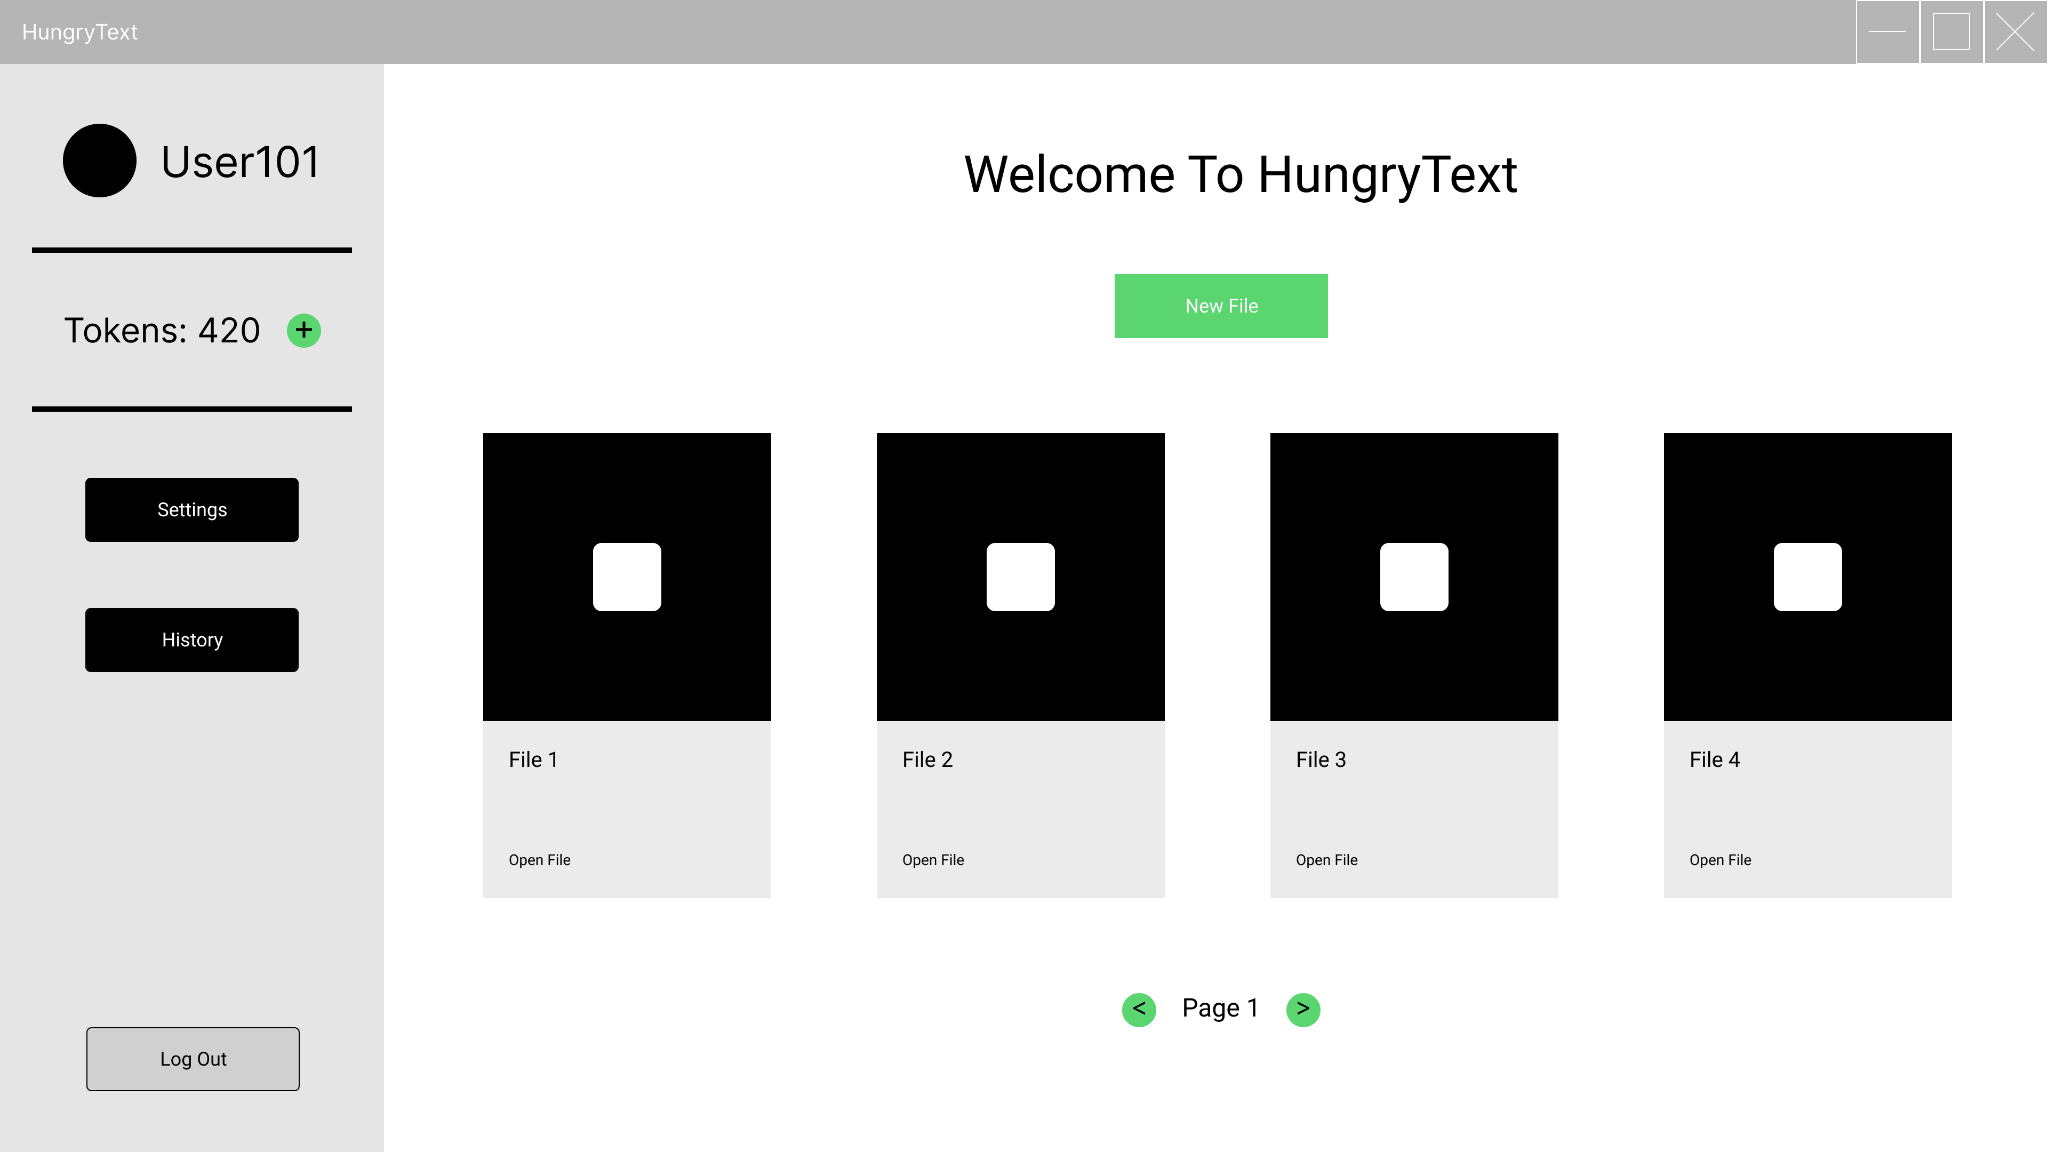 HungryText
User101
Tokens: 420 +
Settings
History
Log Out
Welcome To HungryText
New File
File 1
Open File
File 2
Open File
File 3
Open File
File 4
Open File
< Page 1 >